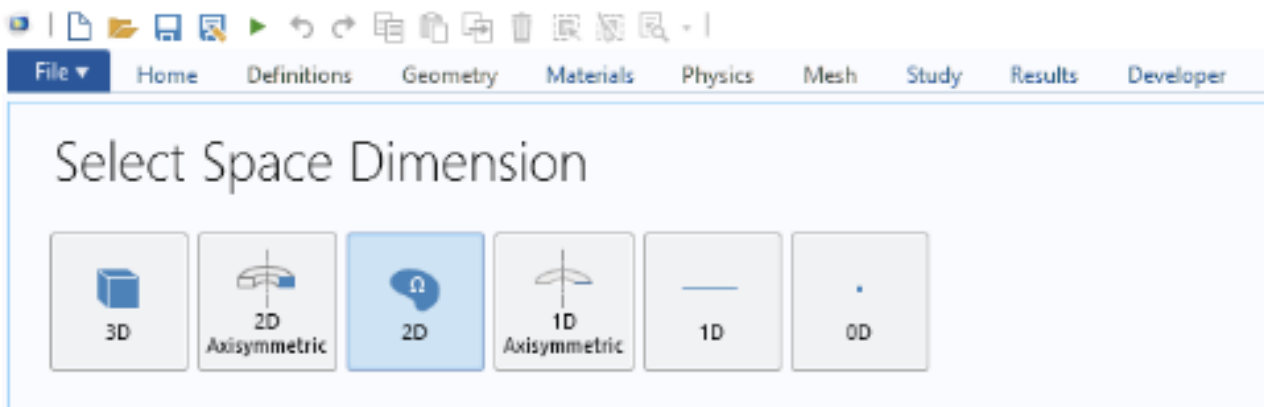 File Home Definitions Geometry Materials Physics Mesh Study Results Developer
Select Space Dimension
Ω
3D
2D
Axisymmetric
2D
1D
Axisymmetric
1D
0D